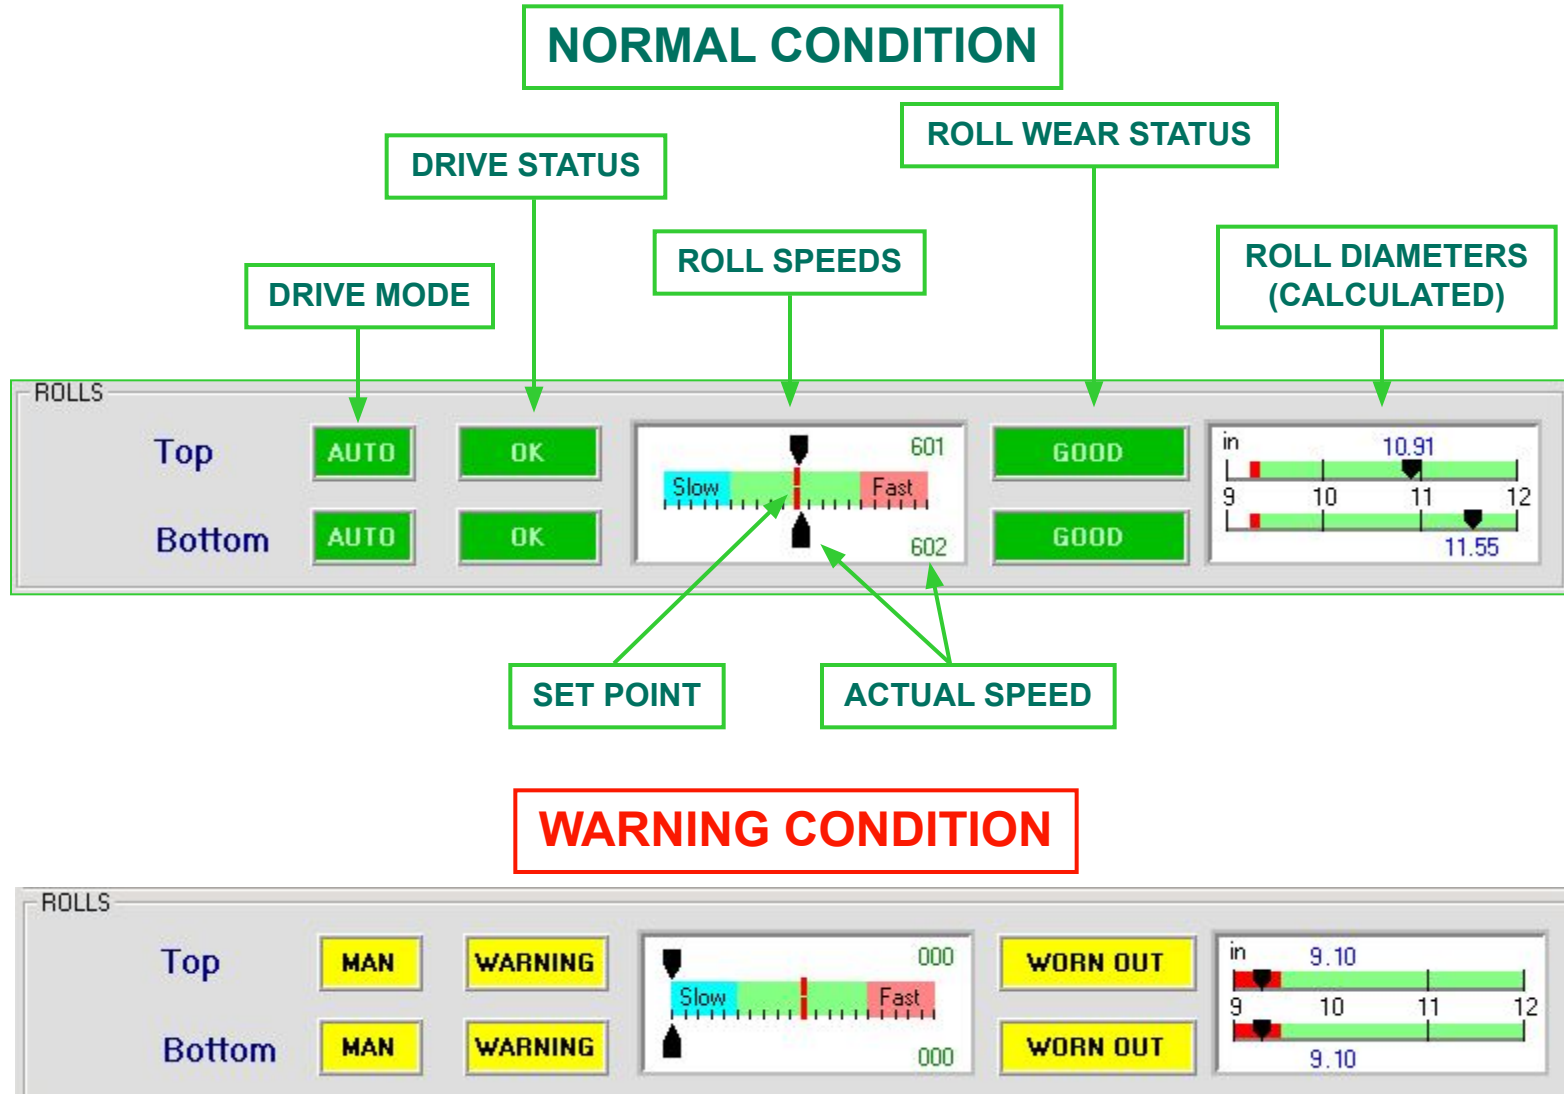 NORMAL CONDITION
ROLL WEAR STATUS
DRIVE STATUS
ROLL SPEEDS
ROLL DIAMETERS
(CALCULATED)
DRIVE MODE
ROLLS
Top AUTO OK 601 GOOD in 10.91
Slow Fast
9 10 11 12
Bottom AUTO OK 602 GOOD 11.55
SET POINT
ACTUAL SPEED
WARNING CONDITION
ROLLS
Top MAN WARNING 000 WORN OUT in 9.10
Slow Fast
9 10 11 12
Bottom MAN WARNING 000 WORN OUT 9.10